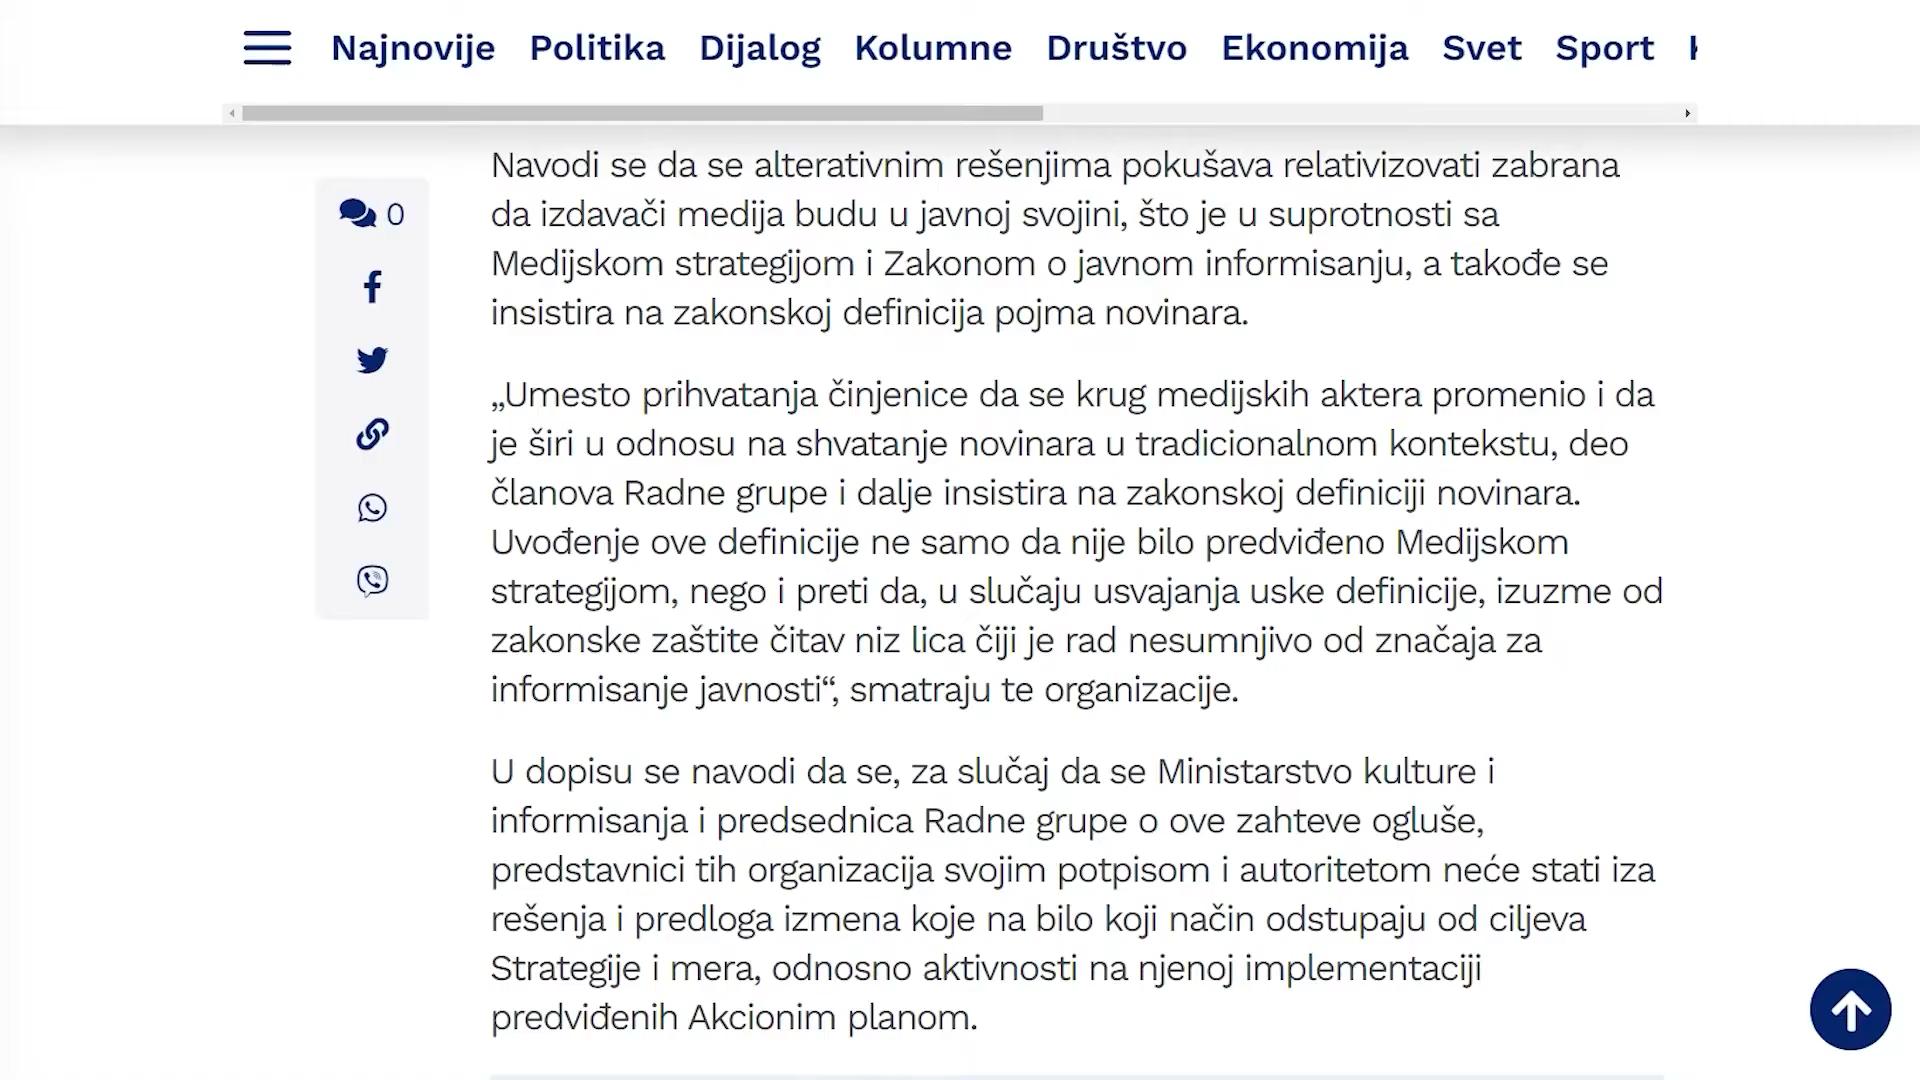 Najnovije Politika Dijalog Kolumne Društvo Ekonomija Svet Sport
0
Navodi se da se alterativnim rešenjima pokušava relativizovati zabrana
da izdavači medija budu u javnoj svojini, što je u suprotnosti sa
Medijskom strategijom i Zakonom o javnom informisanju, a takođe se
insistira na zakonskoj definicija pojma novinara.
„Umesto prihvatanja činjenice da se krug medijskih aktera promenio i da
je širi u odnosu na shvatanje novinara u tradicionalnom kontekstu, deo
članova Radne grupe i dalje insistira na zakonskoj definiciji novinara.
Uvođenje ove definicije ne samo da nije bilo predviđeno Medijskom
strategijom, nego i preti da, u slučaju usvajanja uske definicije, izuzme od
zakonske zaštite čitav niz lica čiji je rad nesumnjivo od značaja za
informisanje javnosti“, smatraju te organizacije.
U dopisu se navodi da se, za slučaj da se Ministarstvo kulture i
informisanja i predsednica Radne grupe o ove zahteve ogluše,
predstavnici tih organizacija svojim potpisom i autoritetom neće stati iza
rešenja i predloga izmena koje na bilo koji način odstupaju od ciljeva
Strategije i mera, odnosno aktivnosti na njenoj implementaciji
predviđenih Akcionim planom.